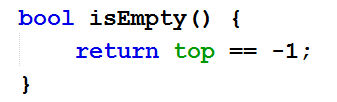 bool isEmpty() {
    return top == -1;
}